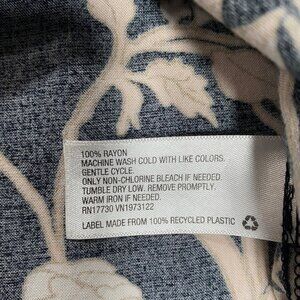 100% RAYON
MACHINE WASH COLD WITH LIKE COLORS.
GENTLE CYCLE.
ONLY NON-CHLORINE BLEACH IF NEEDED.
TUMBLE DRY LOW. REMOVE PROMPTLY.
WARM IRON IF NEEDED.
RN17730 VN1973122
LABEL MADE FROM 100% RECYCLED PLASTIC